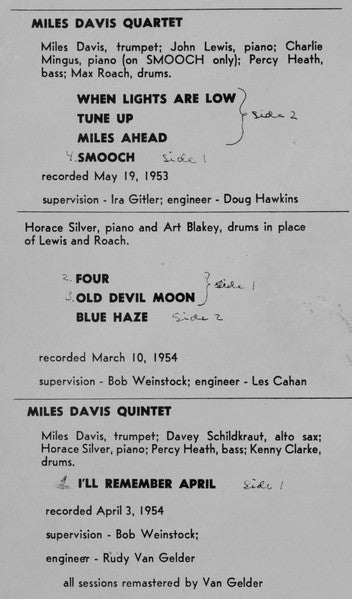 MILES DAVIS QUARTET
Miles Davis, trumpet; John Lewis, piano; Charlie
Mingus, piano (on SMOOCH only); Percy Heath,
bass; Max Roach, drums.
WHEN LIGHTS ARE LOW
TUNE UP } Side 2
MILES AHEAD
4. SMOOCH Side 1
recorded May 19, 1953
supervision - Ira Gitler; engineer - Doug Hawkins
Horace Silver, piano and Art Blakey, drums in place
of Lewis and Roach.
2. FOUR } Side 1
3. OLD DEVIL MOON
BLUE HAZE Side 2
recorded March 10, 1954
supervision - Bob Weinstock; engineer - Les Cahan
MILES DAVIS QUINTET
Miles Davis, trumpet; Davey Schildkraut, alto sax;
Horace Silver, piano; Percy Heath, bass; Kenny Clarke,
drums.
1 I'LL REMEMBER APRIL Side 1
recorded April 3, 1954
supervision - Bob Weinstock;
engineer - Rudy Van Gelder
all sessions remastered by Van Gelder